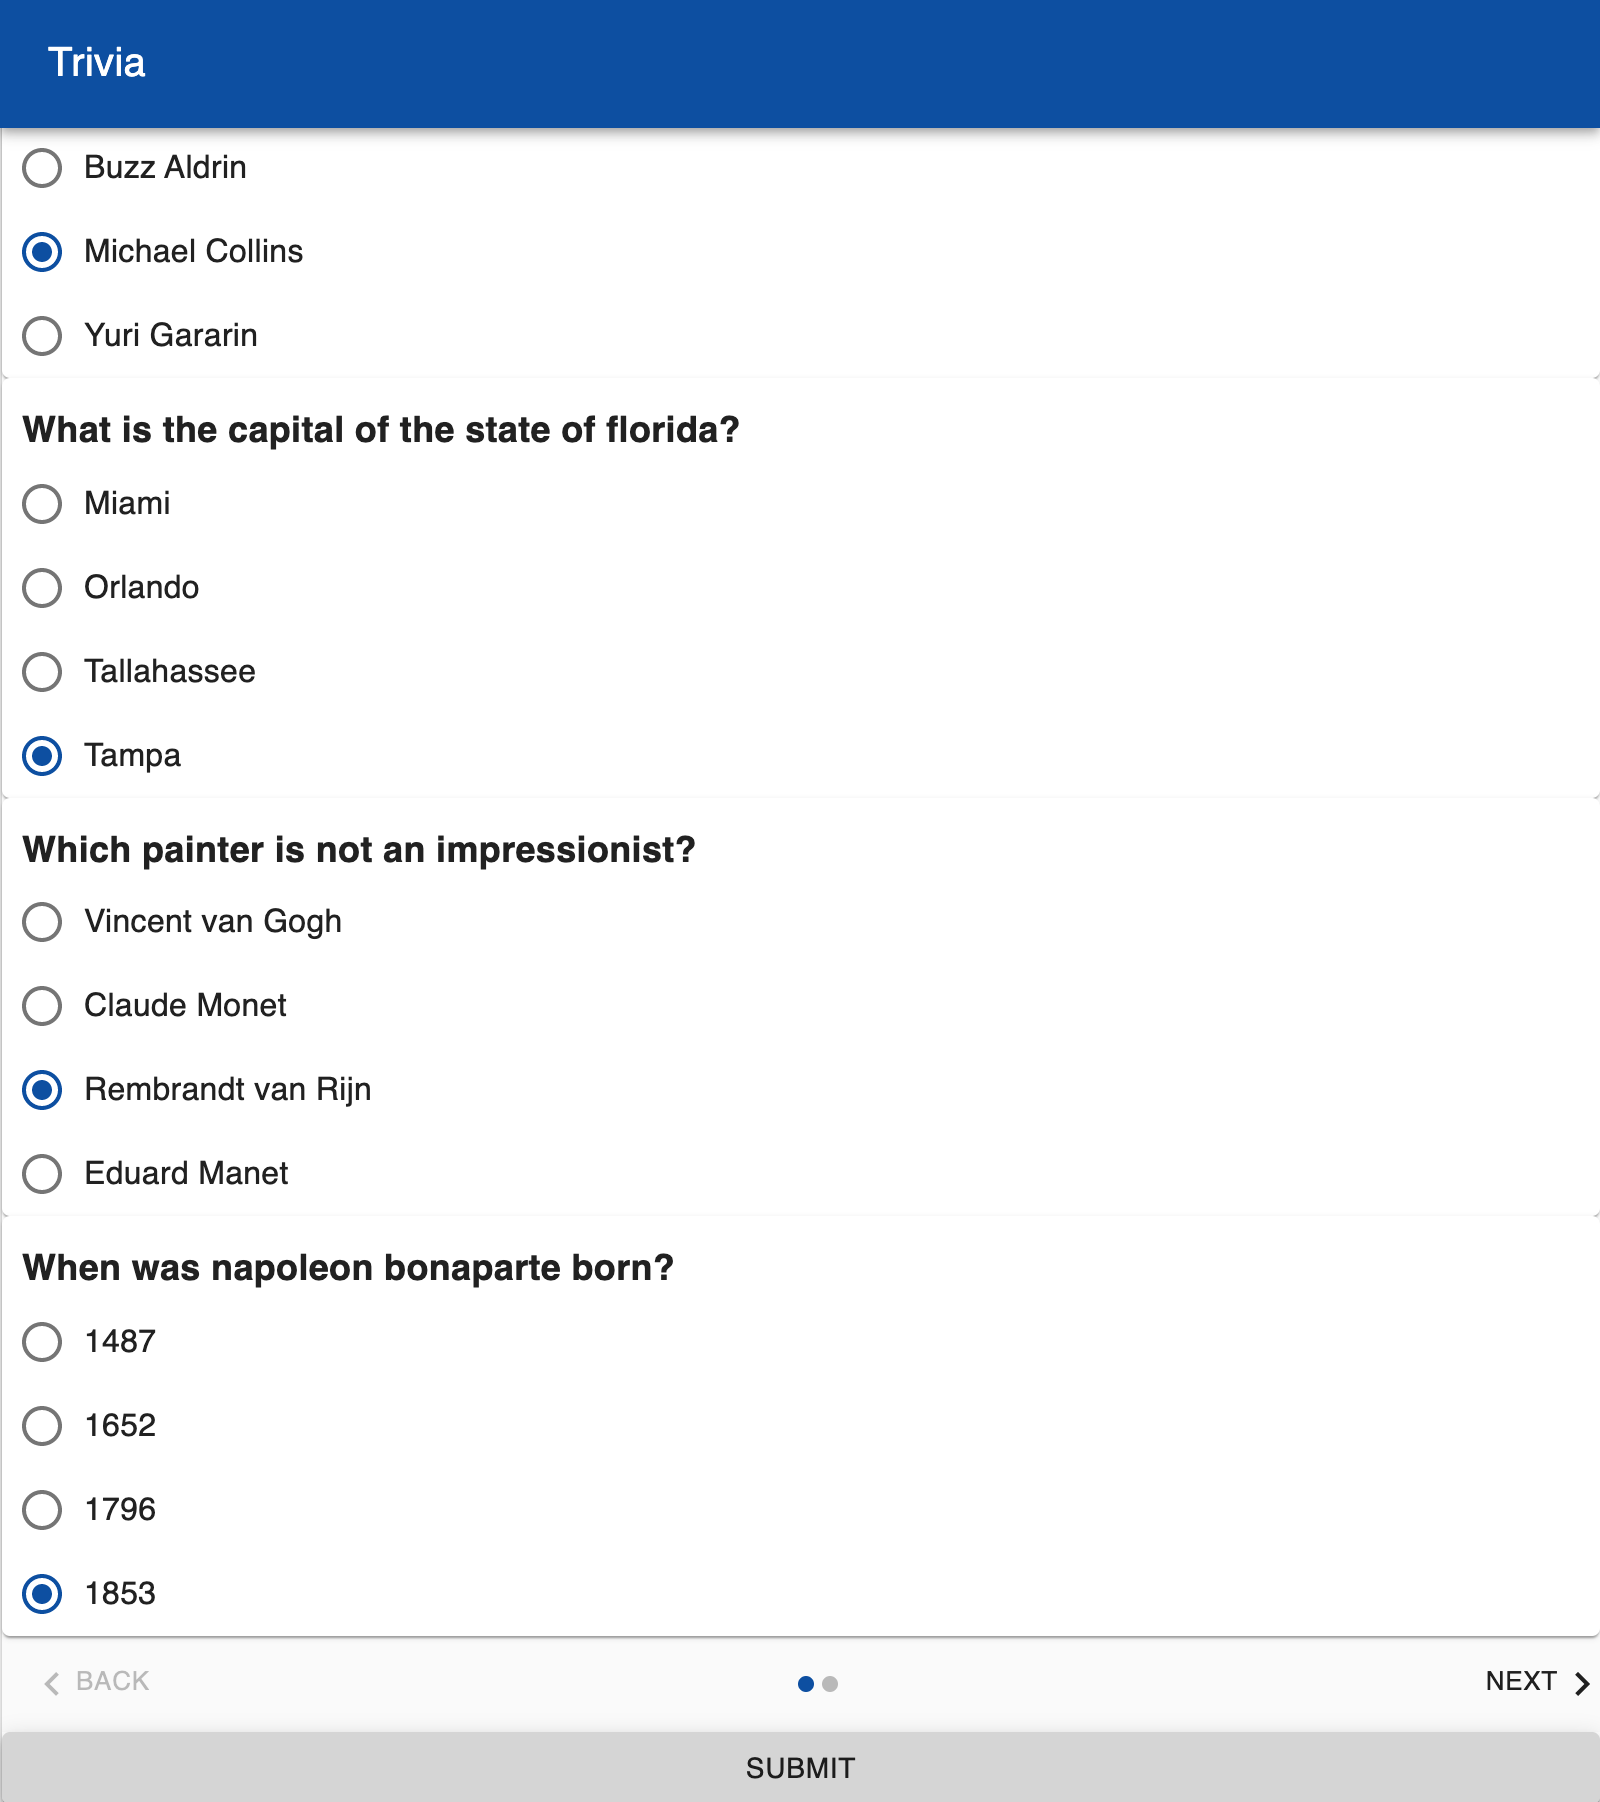 Trivia
Buzz Aldrin
Michael Collins
Yuri Gararin
What is the capital of the state of florida?
Miami
Orlando
Tallahassee
Tampa
Which painter is not an impressionist?
Vincent van Gogh
Claude Monet
Rembrandt van Rijn
Eduard Manet
When was napoleon bonaparte born?
1487
1652
1796
1853
BACK
NEXT
SUBMIT